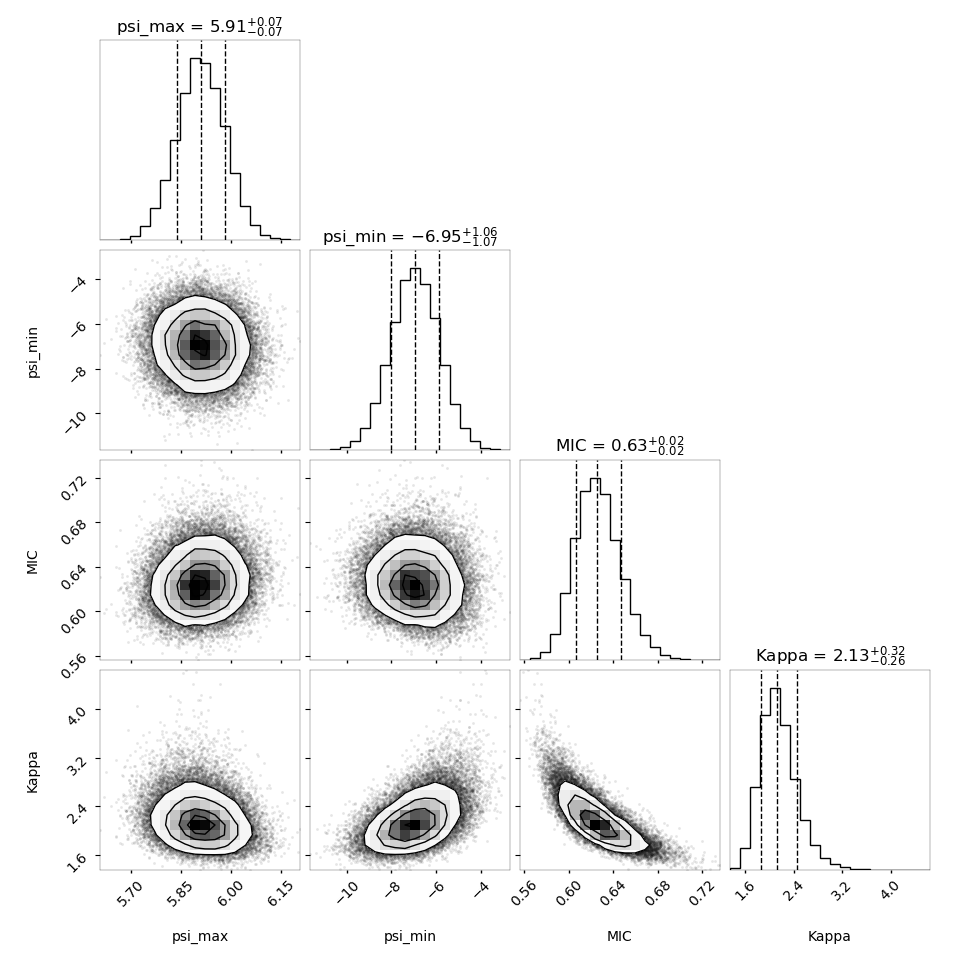 psi_max = 5.91+0.07−0.07
psi_min = −6.95+1.06−1.07
−4
−6
−8
−10
psi_min
MIC = 0.63+0.02−0.02
0.72
0.68
0.64
0.60
0.56
MIC
Kappa = 2.13+0.32−0.26
4.0
3.2
2.4
1.6
Kappa
5.70 5.85 6.00 6.15
−10 −8 −6 −4
0.56 0.60 0.64 0.68 0.72
1.6 2.4 3.2 4.0
psi_max psi_min MIC Kappa